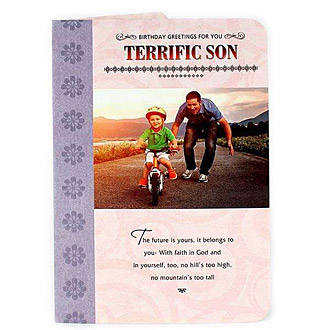 BIRTHDAY GREETINGS FOR YOU
TERRIFIC SON
The future is yours, it belongs to
you- With faith in God and
in yourself, too, no hill's too high,
no mountain's too tall